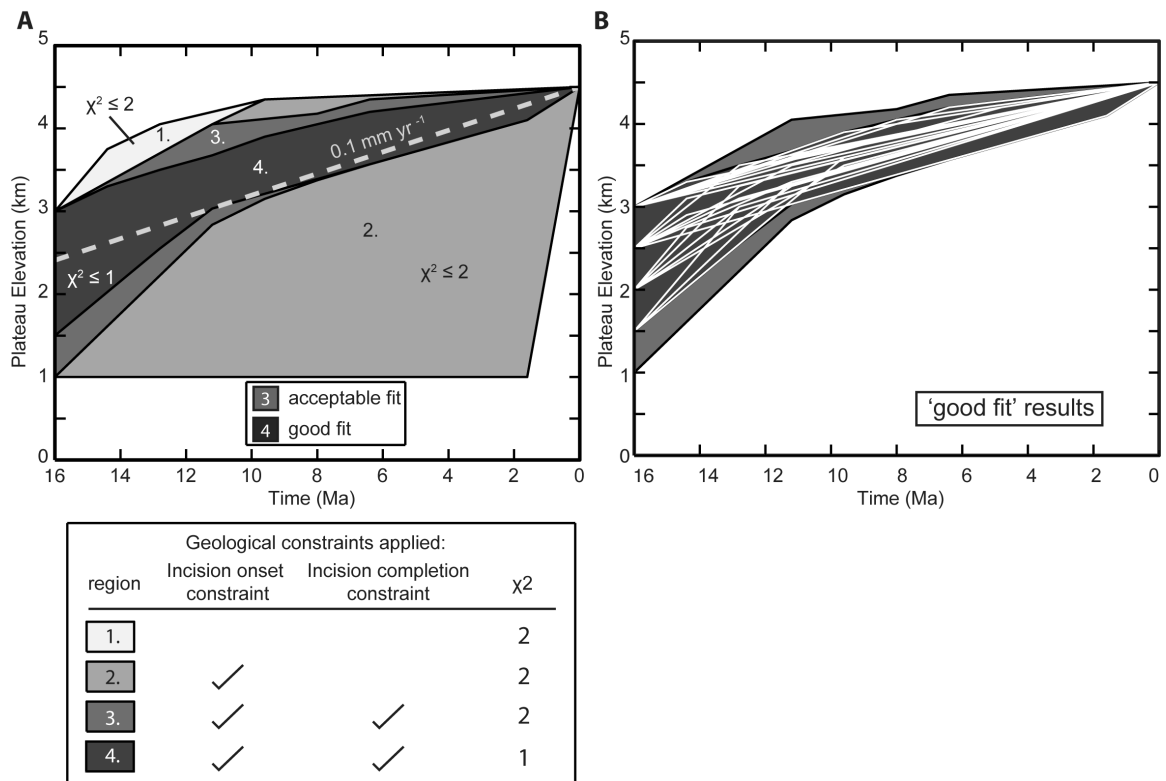 A
5
4
3
2
1
0
Plateau Elevation (km)
χ² ≤ 2
1.
3.
0.1 mm yr⁻¹
4.
2.
χ² ≤ 1
χ² ≤ 2
3 acceptable fit
4 good fit
16 14 12 10 8 6 4 2 0
Time (Ma)
B
5
4
3
2
1
0
Plateau Elevation (km)
'good fit' results
16 14 12 10 8 6 4 2 0
Time (Ma)
Geological constraints applied:
region Incision onset constraint Incision completion constraint χ2
1. 2
2. ✓ 2
3. ✓ ✓ 2
4. ✓ ✓ 1